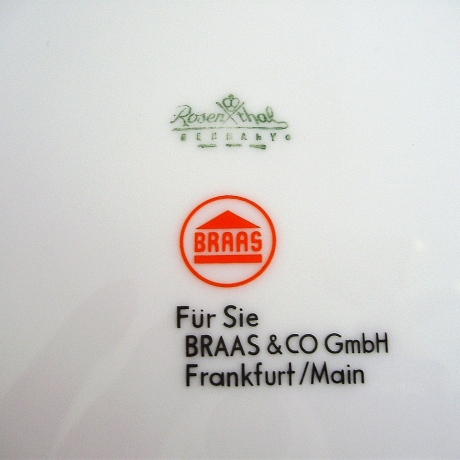 Rosenthal
GERMANY
BRAAS
Für Sie
BRAAS & CO GmbH
Frankfurt/Main